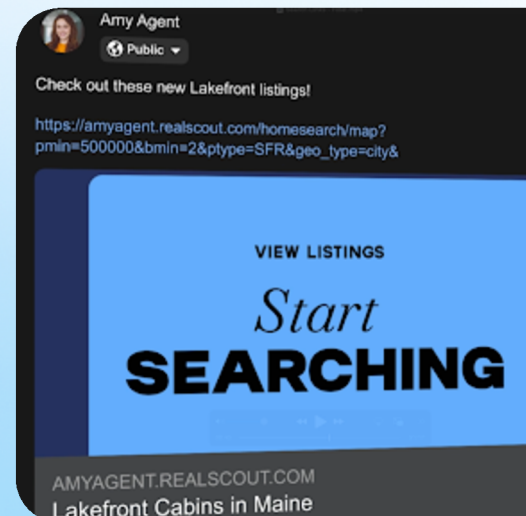 Amy Agent
Public
Check out these new Lakefront listings!
https://amyagent.realscout.com/homesearch/map?
pmin=500000&bmin=2&ptype=SFR&geo_type=city&
VIEW LISTINGS
Start
SEARCHING
AMYAGENT.REALSCOUT.COM
Lakefront Cabins in Maine